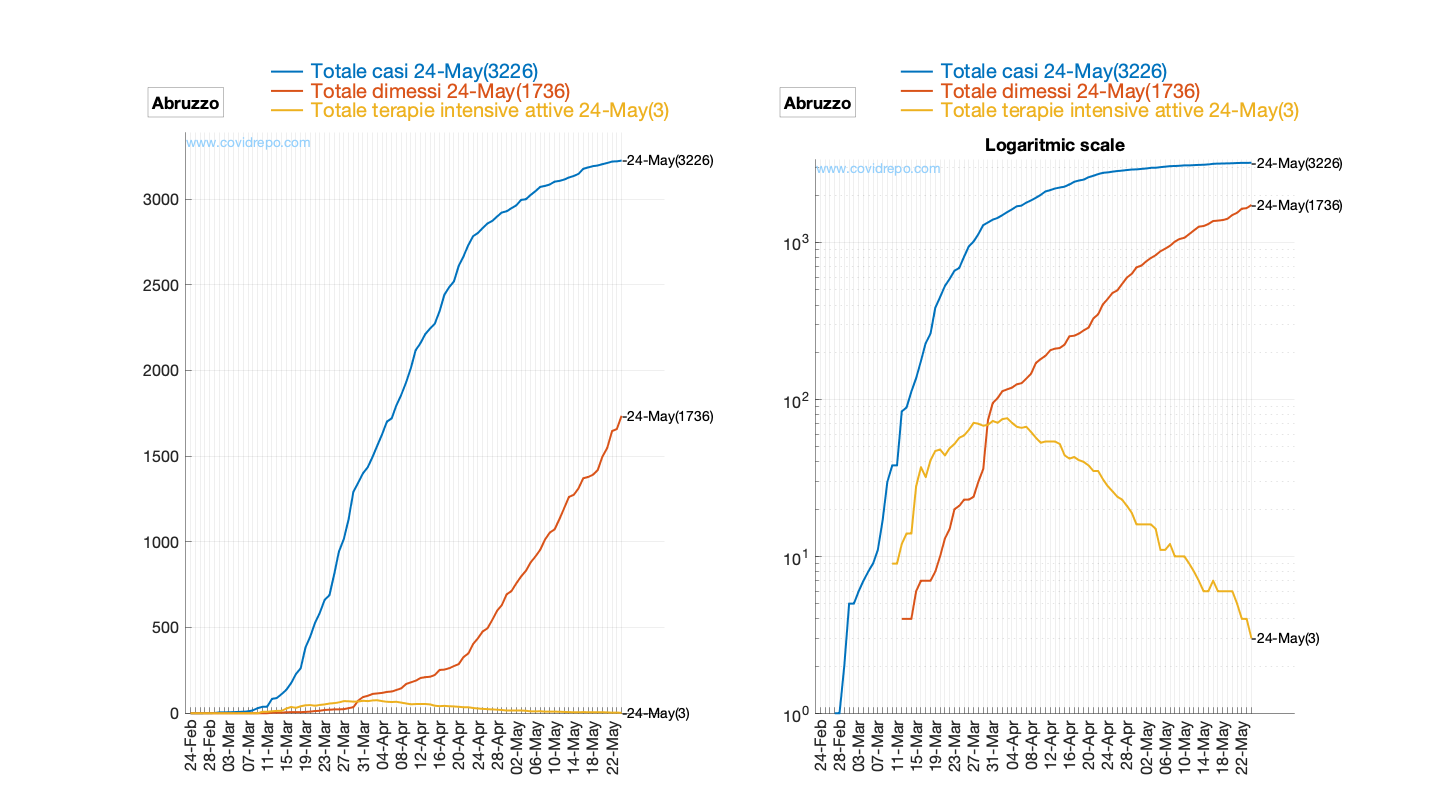 Totale casi 24-May(3226)
Totale dimessi 24-May(1736)
Totale terapie intensive attive 24-May(3)
Abruzzo
www.covidrepo.com
-24-May(3226)
-24-May(1736)
-24-May(3)
3000
2500
2000
1500
1000
500
0
24-Feb
28-Feb
03-Mar
07-Mar
11-Mar
15-Mar
19-Mar
23-Mar
27-Mar
31-Mar
04-Apr
08-Apr
12-Apr
16-Apr
20-Apr
24-Apr
28-Apr
02-May
06-May
10-May
14-May
18-May
22-May
Totale casi 24-May(3226)
Totale dimessi 24-May(1736)
Totale terapie intensive attive 24-May(3)
Abruzzo
Logaritmic scale
www.covidrepo.com
-24-May(3226)
-24-May(1736)
-24-May(3)
10³
10²
10¹
10⁰
24-Feb
28-Feb
03-Mar
07-Mar
11-Mar
15-Mar
19-Mar
23-Mar
27-Mar
31-Mar
04-Apr
08-Apr
12-Apr
16-Apr
20-Apr
24-Apr
28-Apr
02-May
06-May
10-May
14-May
18-May
22-May